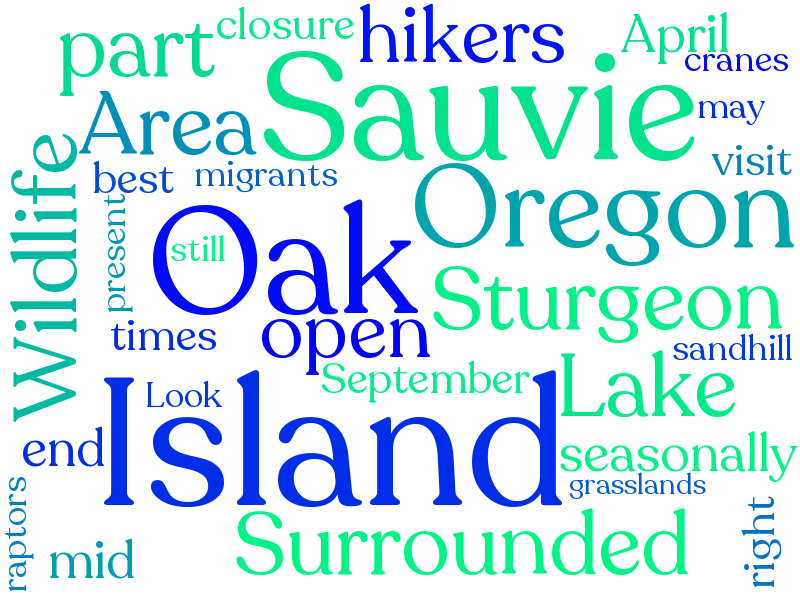 closure
hikers
April
part
cranes
Sauvie
Area
may
visit
best
migrants
Wildlife
Oregon
present
still
Oak
Sturgeon
times
open
sandhill
September
Lake
Look
Island
end
seasonally
grasslands
raptors
Surrounded
right
mid